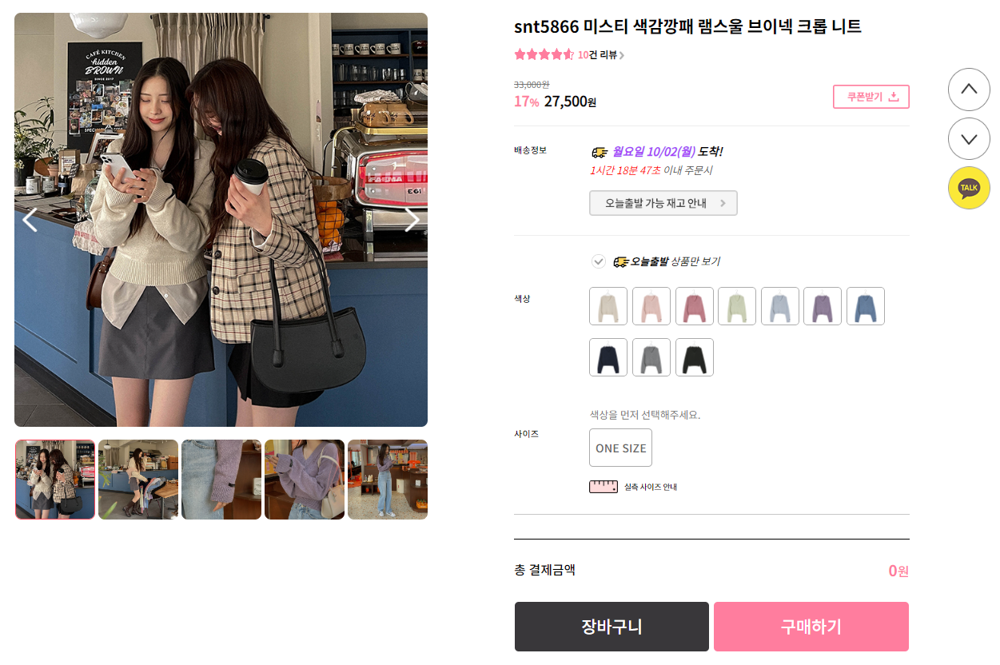 CAFÉ KITCHEN
hidden
BROWN
SINCE 2017
FAEMA
E61
snt5866 미스티 색감깡패 램스울 브이넥 크롭 니트
10건 리뷰
33,000원
17% 27,500원
쿠폰받기
배송정보
월요일 10/02(월) 도착!
1시간 18분 47초 이내 주문시
오늘출발 가능 재고 안내
TALK
오늘출발 상품만 보기
색상
색상을 먼저 선택해주세요.
사이즈
ONE SIZE
실측 사이즈 안내
총 결제금액
0원
장바구니
구매하기